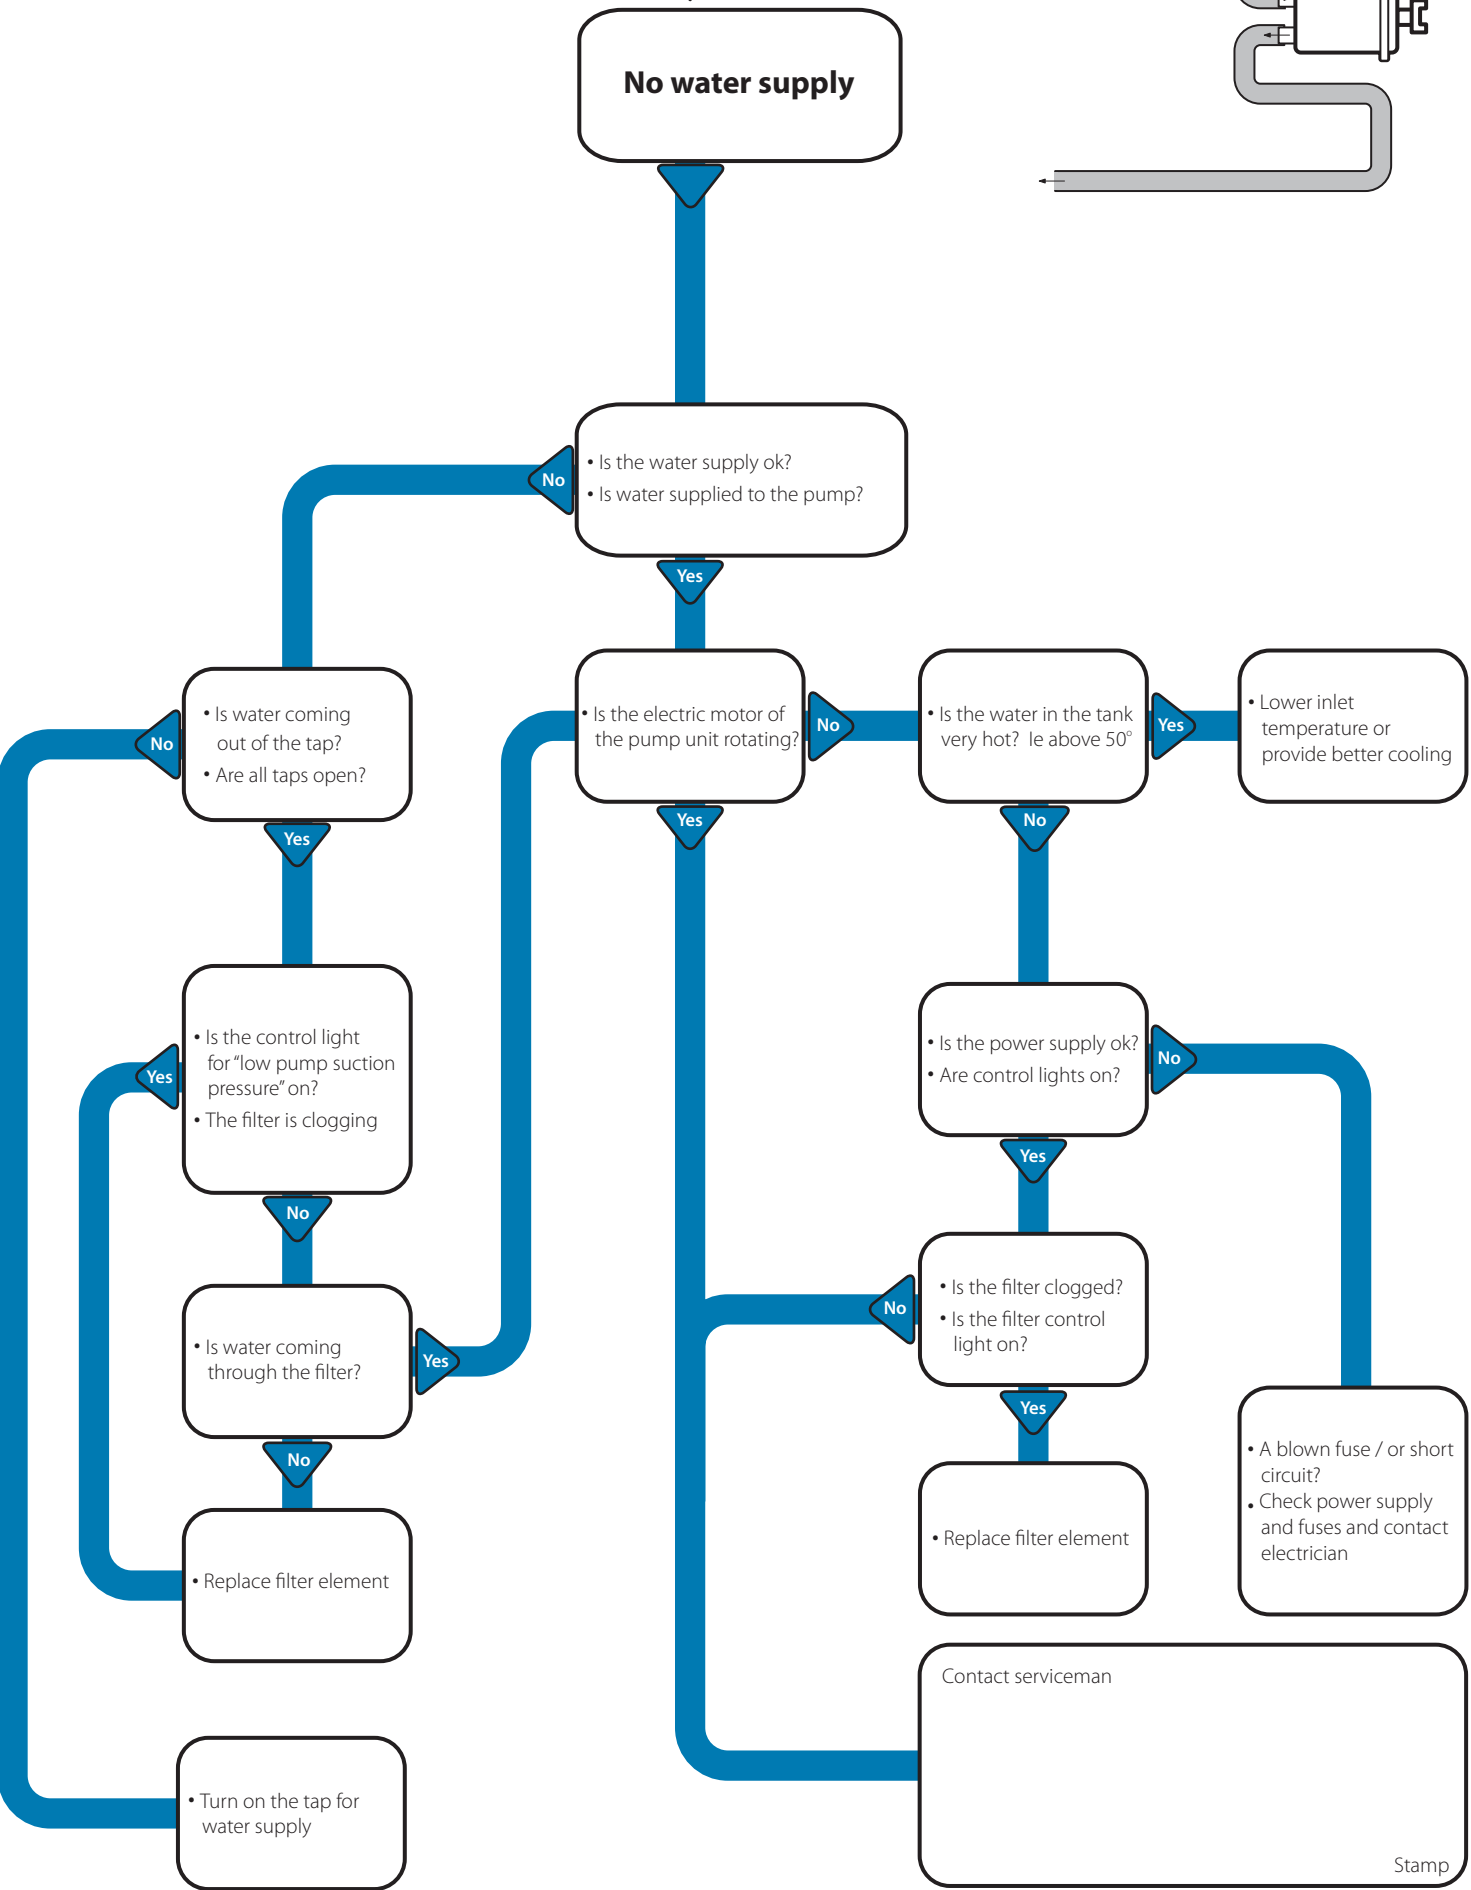 No water supply
• Is the water supply ok?
• Is water supplied to the pump?
No
Yes
• Is water coming
out of the tap?
• Are all taps open?
No
Yes
• Is the electric motor of
the pump unit rotating?
No
Yes
• Is the water in the tank
very hot? Ie above 50°
Yes
No
• Lower inlet
temperature or
provide better cooling
• Is the control light
for “low pump suction
pressure” on?
• The filter is clogging
Yes
No
• Is the power supply ok?
• Are control lights on?
No
Yes
• Is water coming
through the filter?
Yes
No
• Is the filter clogged?
• Is the filter control
light on?
No
Yes
• A blown fuse / or short
circuit?
• Check power supply
and fuses and contact
electrician
• Replace filter element
• Replace filter element
Contact serviceman
Stamp
• Turn on the tap for
water supply